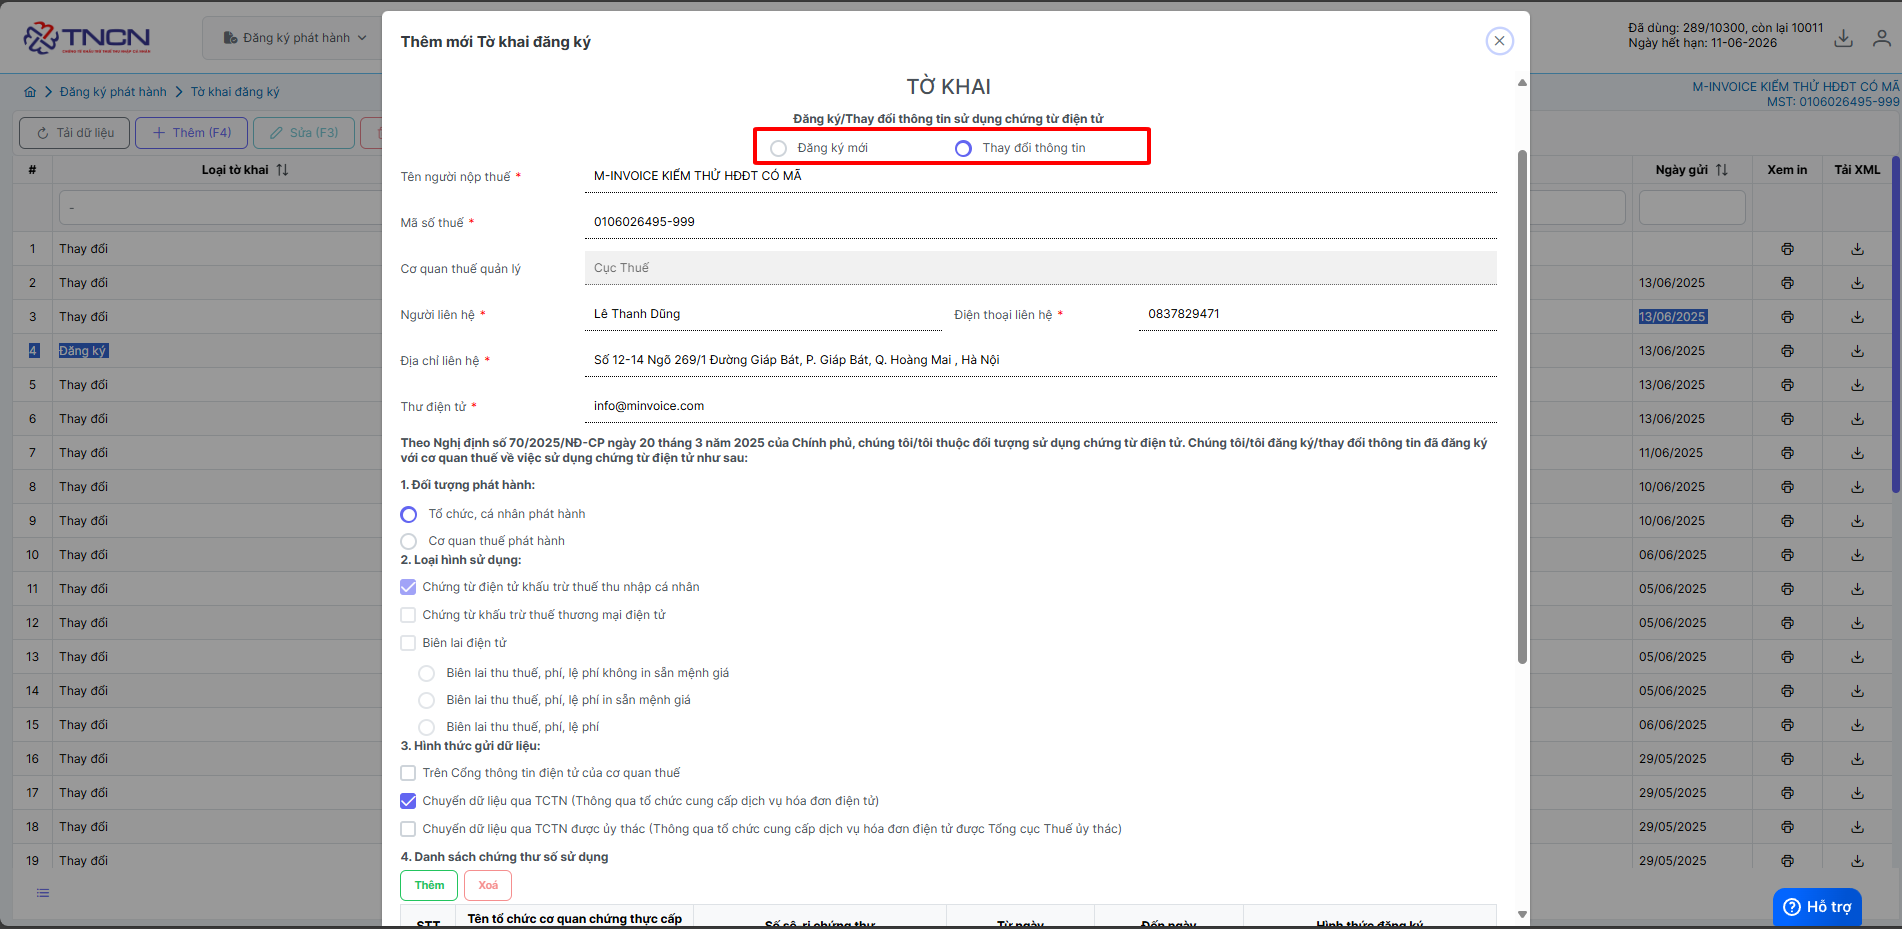 TNCN
Đăng ký phát hành
Đã dùng: 289/10300, còn lại 10011
Ngày hết hạn: 11-06-2026
Đăng ký phát hành
Tờ khai đăng ký
M-INVOICE KIỂM THỬ HĐĐT CÓ MÃ
MST: 0106026495-999
Tải dữ liệu
Thêm (F4)
Sửa (F3)
# Loại tờ khai Ngày gửi Xem in Tải XML
-
1 Thay đổi
2 Thay đổi 13/06/2025
3 Thay đổi 13/06/2025
4 Đăng ký 13/06/2025
5 Thay đổi 13/06/2025
6 Thay đổi 13/06/2025
7 Thay đổi 11/06/2025
8 Thay đổi 10/06/2025
9 Thay đổi 10/06/2025
10 Thay đổi 06/06/2025
11 Thay đổi 05/06/2025
12 Thay đổi 05/06/2025
13 Thay đổi 05/06/2025
14 Thay đổi 05/06/2025
15 Thay đổi 06/06/2025
16 Thay đổi 29/05/2025
17 Thay đổi 29/05/2025
18 Thay đổi 29/05/2025
19 Thay đổi 29/05/2025
Thêm mới Tờ khai đăng ký
TỜ KHAI
Đăng ký/Thay đổi thông tin sử dụng chứng từ điện tử
Đăng ký mới Thay đổi thông tin
Tên người nộp thuế * M-INVOICE KIỂM THỬ HĐĐT CÓ MÃ
Mã số thuế * 0106026495-999
Cơ quan thuế quản lý Cục Thuế
Người liên hệ * Lê Thanh Dũng Điện thoại liên hệ * 0837829471
Địa chỉ liên hệ * Số 12-14 Ngõ 269/1 Đường Giáp Bát, P. Giáp Bát, Q. Hoàng Mai , Hà Nội
Thư điện tử * info@minvoice.com
Theo Nghị định số 70/2025/NĐ-CP ngày 20 tháng 3 năm 2025 của Chính phủ, chúng tôi/tôi thuộc đối tượng sử dụng chứng từ điện tử. Chúng tôi/tôi đăng ký/thay đổi thông tin đã đăng ký
với cơ quan thuế về việc sử dụng chứng từ điện tử như sau:
1. Đối tượng phát hành:
Tổ chức, cá nhân phát hành
Cơ quan thuế phát hành
2. Loại hình sử dụng:
Chứng từ điện tử khấu trừ thuế thu nhập cá nhân
Chứng từ khấu trừ thuế thương mại điện tử
Biên lai điện tử
Biên lai thu thuế, phí, lệ phí không in sẵn mệnh giá
Biên lai thu thuế, phí, lệ phí in sẵn mệnh giá
Biên lai thu thuế, phí, lệ phí
3. Hình thức gửi dữ liệu:
Trên Cổng thông tin điện tử của cơ quan thuế
Chuyển dữ liệu qua TCTN (Thông qua tổ chức cung cấp dịch vụ hóa đơn điện tử)
Chuyển dữ liệu qua TCTN được ủy thác (Thông qua tổ chức cung cấp dịch vụ hóa đơn điện tử được Tổng cục Thuế ủy thác)
4. Danh sách chứng thư số sử dụng
Thêm Xoá
STT Tên tổ chức cơ quan chứng thực cấp Số sê-ri chứng thư Từ ngày Đến ngày Hình thức đăng ký
Hỗ trợ